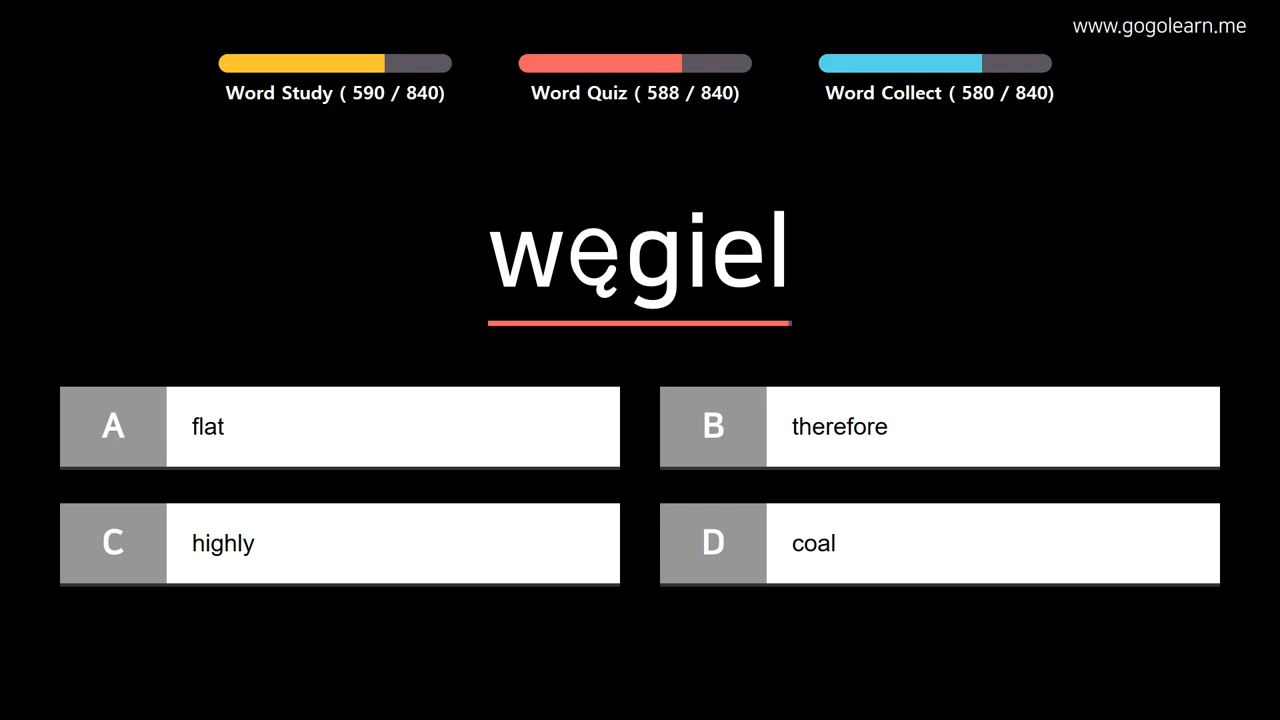 www.gogolearn.me
Word Study ( 590 / 840)
Word Quiz ( 588 / 840)
Word Collect ( 580 / 840)
węgiel
A flat
B therefore
C highly
D coal